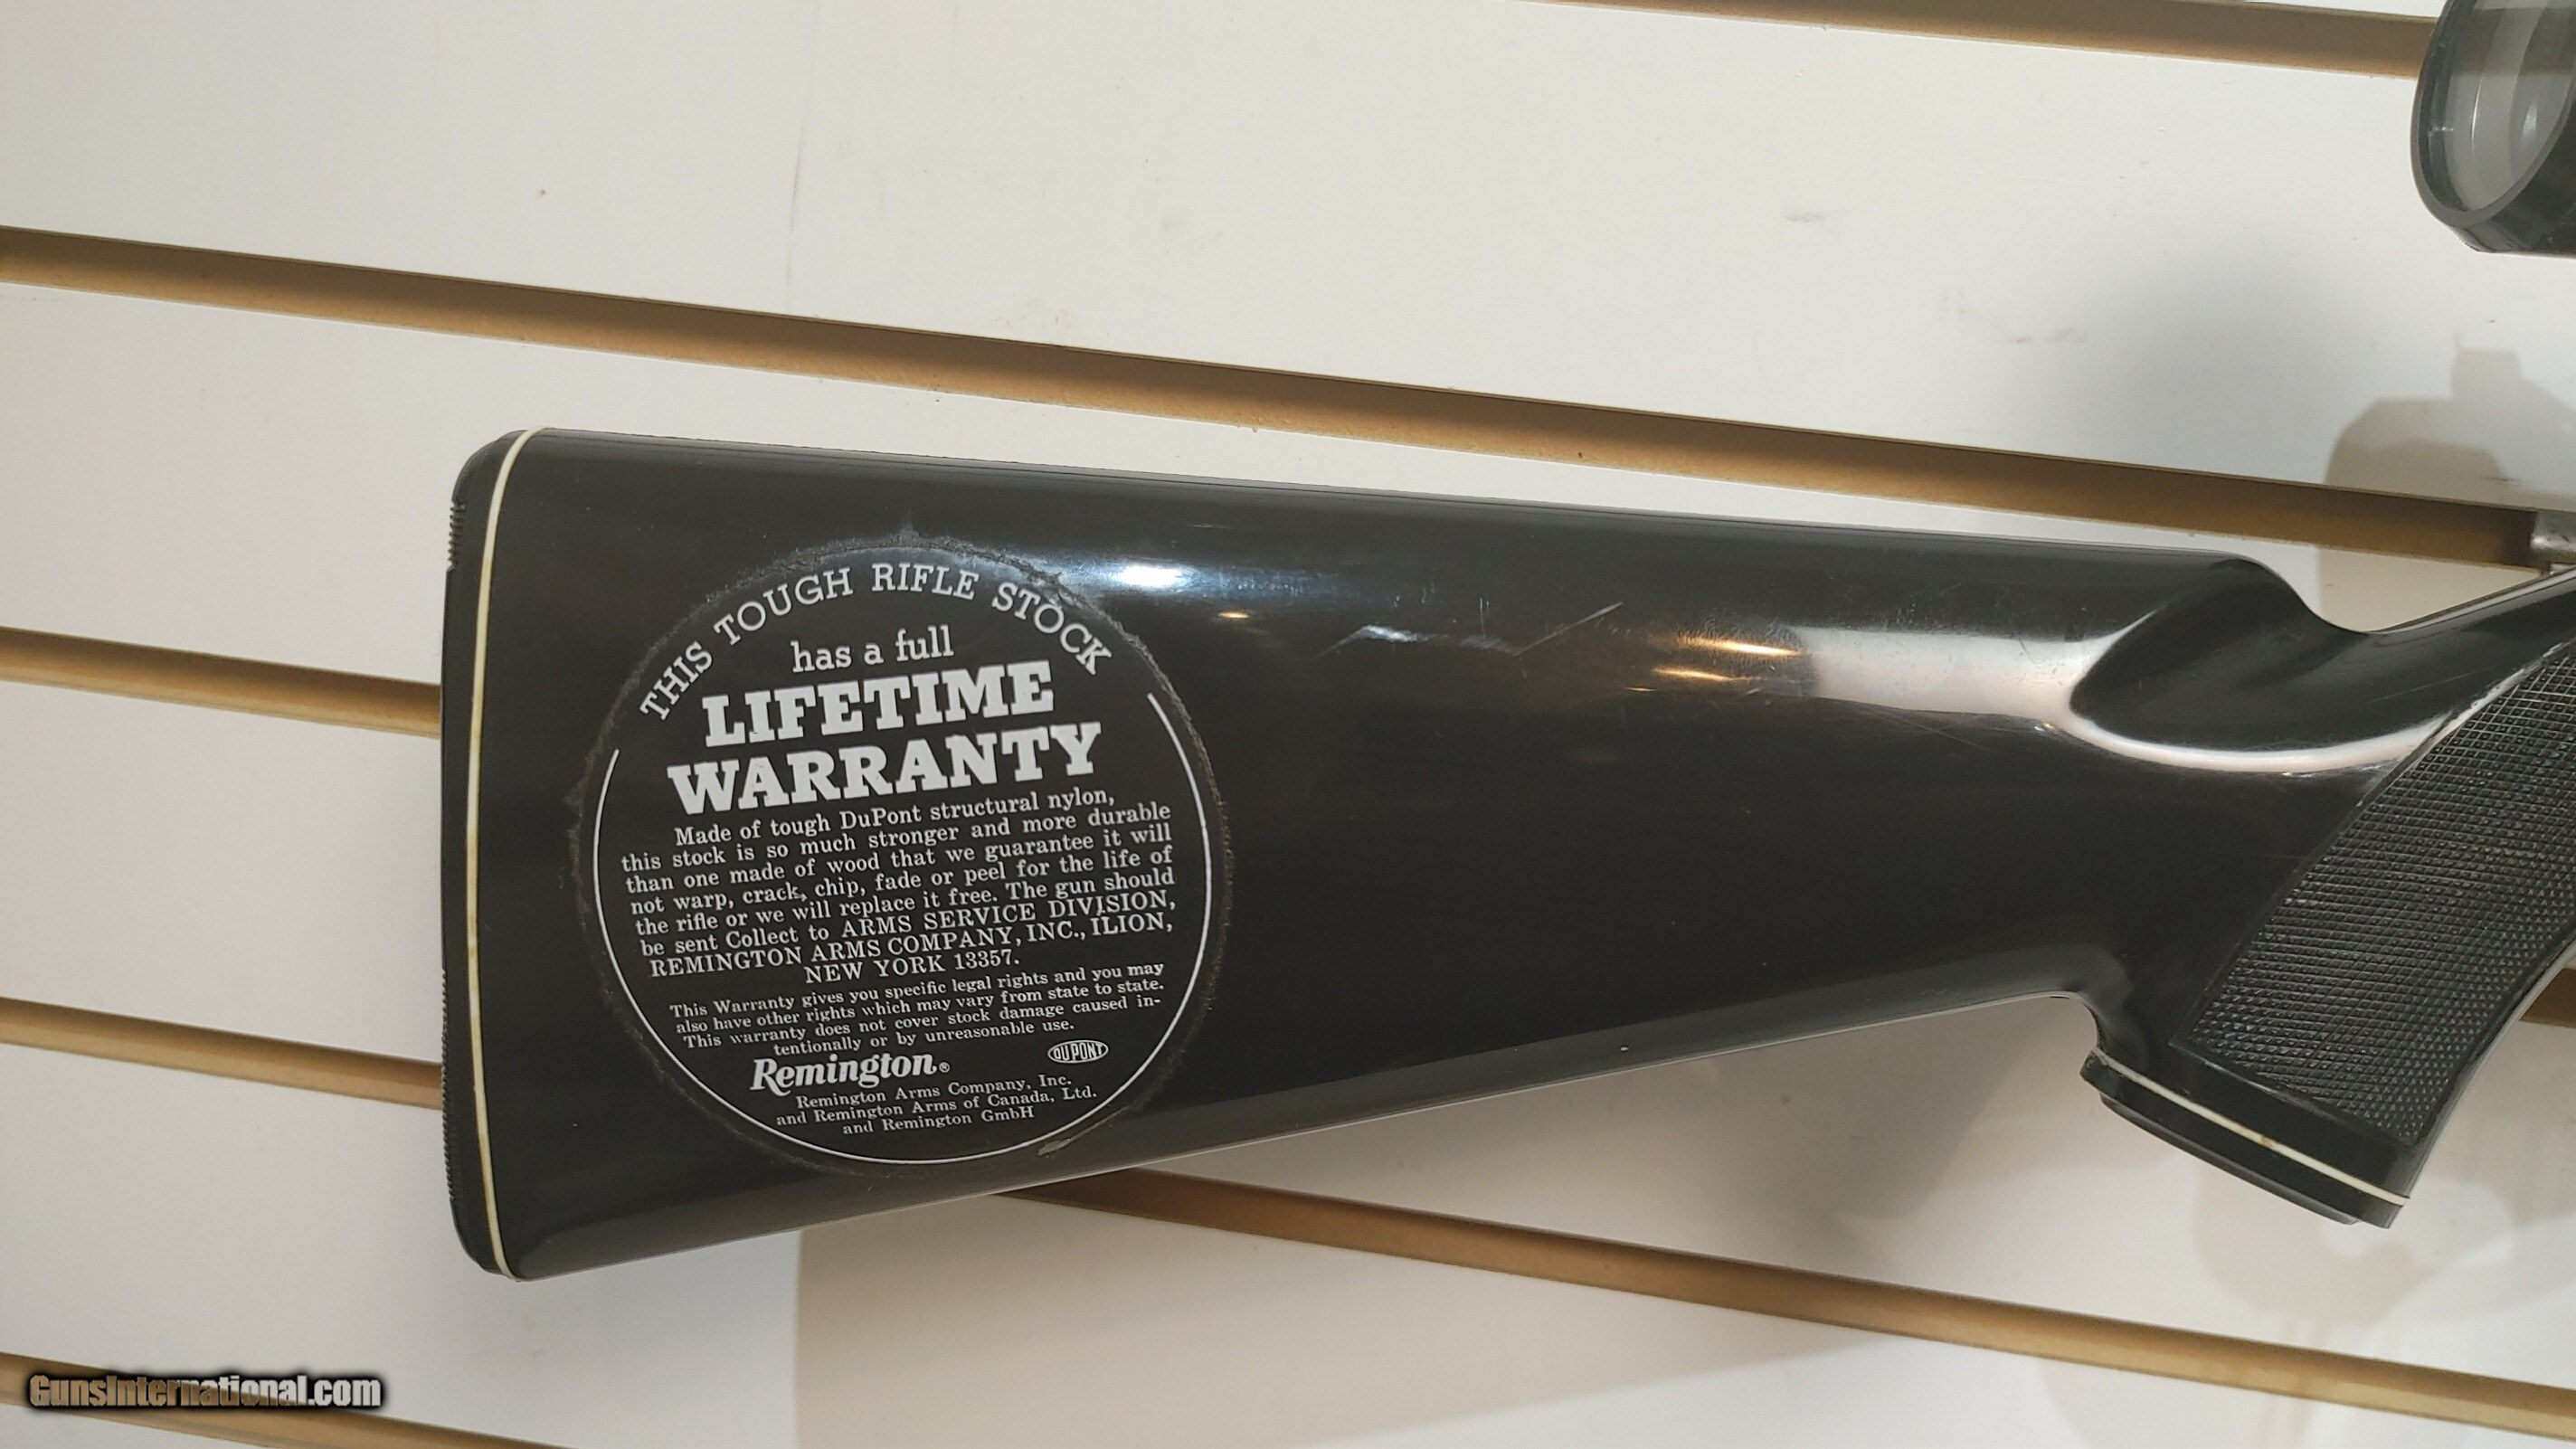 THIS TOUGH RIFLE STOCK
has a full
LIFETIME
WARRANTY
Made of tough DuPont structural nylon,
this stock is so much stronger and more durable
than one made of wood that we guarantee it will
not warp, crack, chip, fade or peel for the life of
the rifle or we will replace it free. The gun should
be sent Collect to ARMS SERVICE DIVISION,
REMINGTON ARMS COMPANY, INC., ILION,
NEW YORK 13357.
This Warranty gives you specific legal rights and you may
also have other rights which may vary from state to state.
This warranty does not cover stock damage caused in-
tentionally or by unreasonable use.
Remington®
DU PONT
Remington Arms Company, Inc.
and Remington Arms of Canada, Ltd.
and Remington GmbH
GunsInternational.com